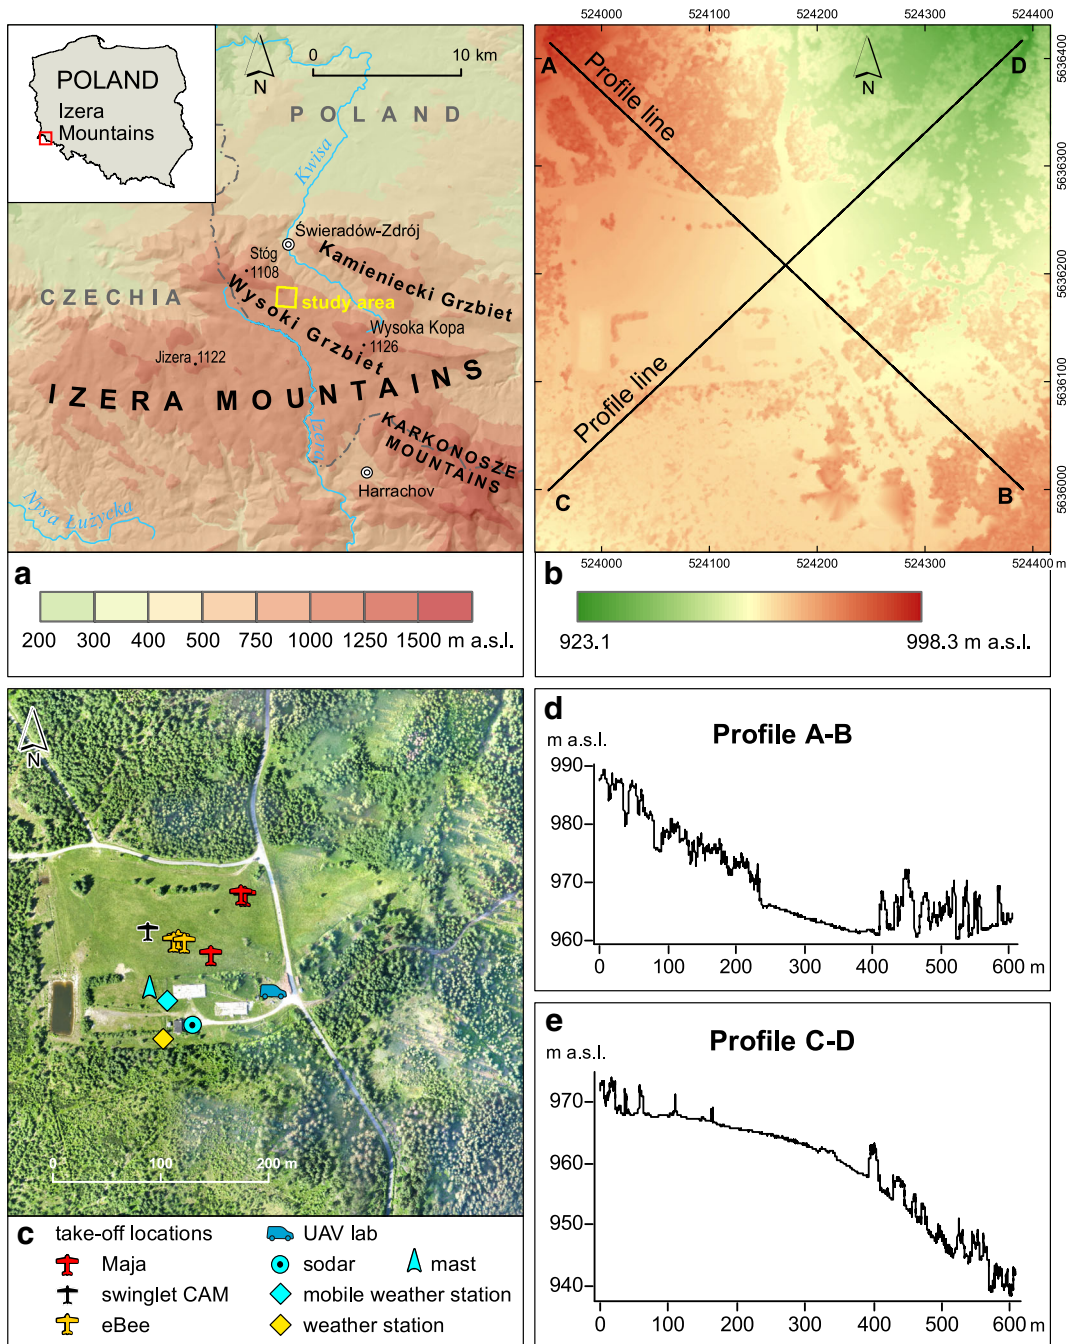 POLAND
Izera
Mountains
N
0 10 km
POLAND
Kwisa
Świeradów-Zdrój
Stóg
1108
Kamieniecki Grzbiet
CZECHIA
study area
Wysoki Grzbiet
Wysoka Kopa
1126
Jizera 1122
IZERA MOUNTAINS
Izera
KARKONOSZE
MOUNTAINS
Harrachov
Nysa Łużycka
a
200 300 400 500 750 1000 1250 1500 m a.s.l.
524000 524100 524200 524300 524400
A
D
N
Profile line
Profile line
C
B
5636400
5636300
5636200
5636100
5636000
524000 524100 524200 524300 524400 m
b
923.1 998.3 m a.s.l.
N
0 100 200 m
c take-off locations
Maja
swinglet CAM
eBee
UAV lab
sodar
mast
mobile weather station
weather station
d
Profile A-B
m a.s.l.
990
980
970
960
0 100 200 300 400 500 600 m
e
Profile C-D
m a.s.l.
970
960
950
940
0 100 200 300 400 500 600 m